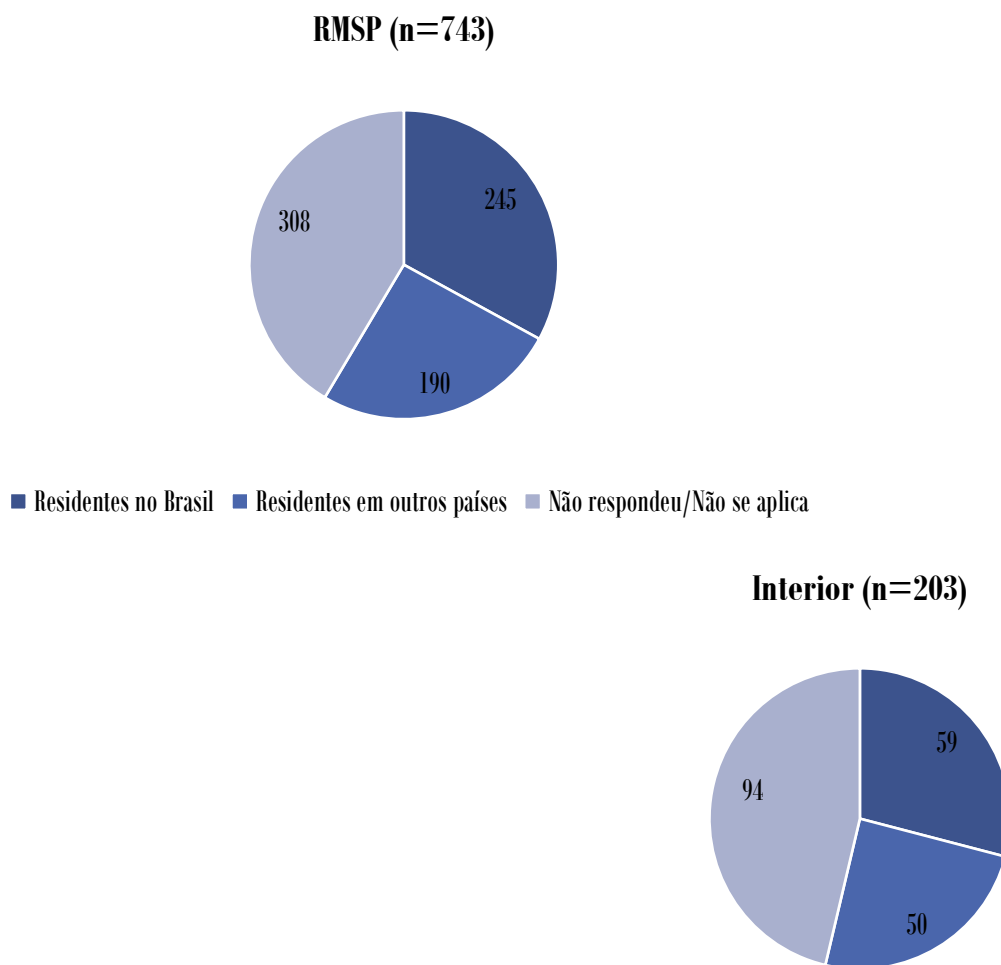 RMSP (n=743)
245
308
190
Residentes no Brasil Residentes em outros países Não respondeu/Não se aplica
Interior (n=203)
59
94
50